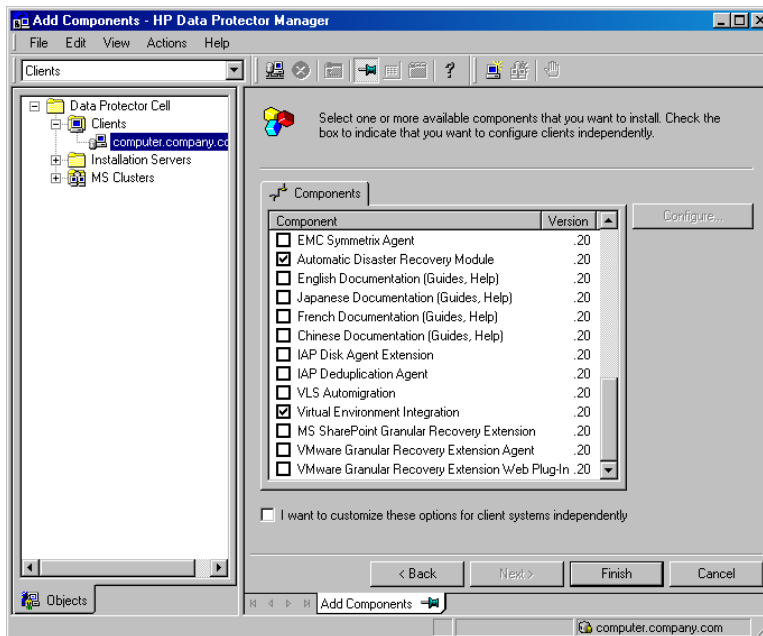 Add Components - HP Data Protector Manager
File Edit View Actions Help
Clients
Data Protector Cell
Clients
computer.company.co
Installation Servers
MS Clusters
Select one or more available components that you want to install. Check the
box to indicate that you want to configure clients independently.
Components
Configure...
Component Version
EMC Symmetrix Agent .20
Automatic Disaster Recovery Module .20
English Documentation (Guides, Help) .20
Japanese Documentation (Guides, Help) .20
French Documentation (Guides, Help) .20
Chinese Documentation (Guides, Help) .20
IAP Disk Agent Extension .20
IAP Deduplication Agent .20
VLS Automigration .20
Virtual Environment Integration .20
MS SharePoint Granular Recovery Extension .20
VMware Granular Recovery Extension Agent .20
VMware Granular Recovery Extension Web Plug-In .20
I want to customize these options for client systems independently
< Back Next > Finish Cancel
Objects
Add Components
computer.company.com